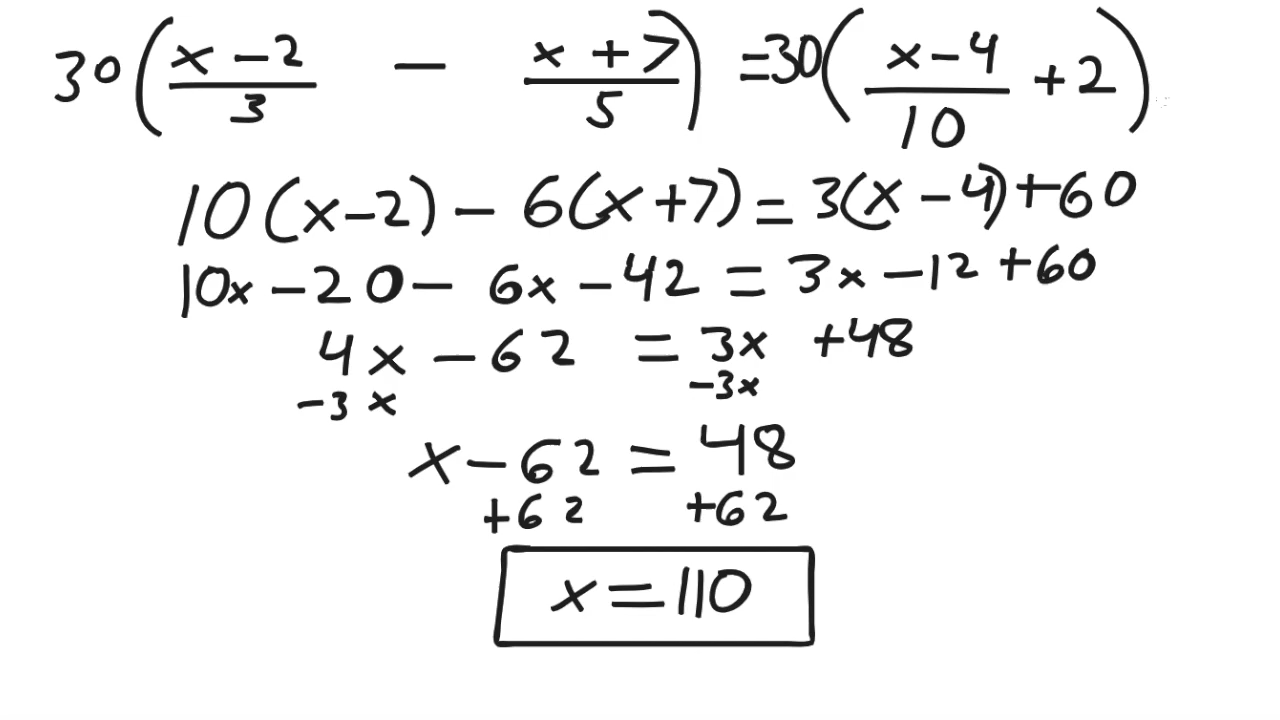 30(x-2/3 - x+7/5) =30(x-4/10 +2)
10(x-2) - 6(x+7) = 3(x-4)+60
10x -20- 6x -42 = 3x -12 +60
4x -62 = 3x +48
-3x -3x
x-62 = 48
+62 +62
x=110